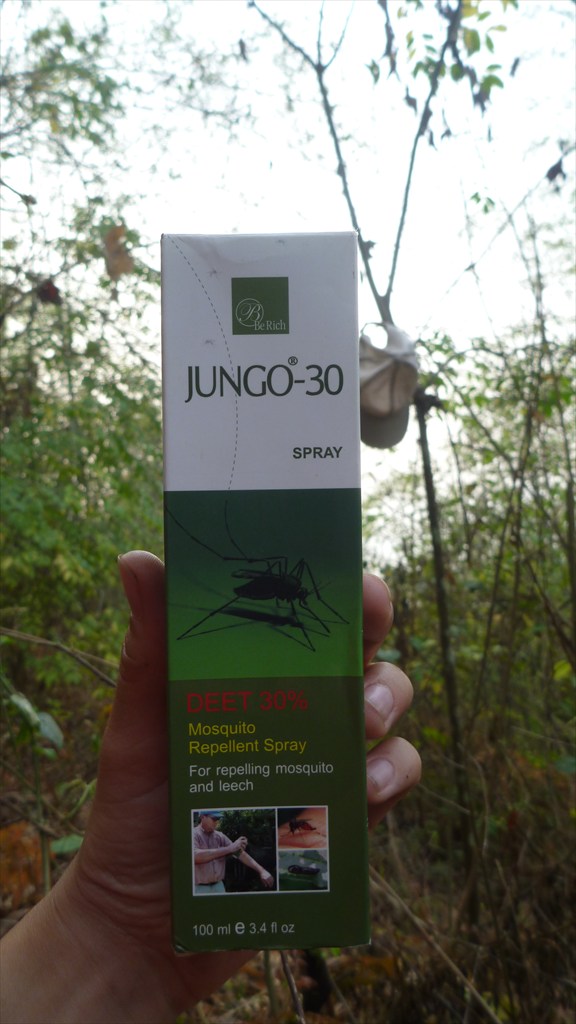 B
Be Rich
JUNGO®-30
SPRAY
DEET 30%
Mosquito
Repellent Spray
For repelling mosquito
and leech
100 ml e 3.4 fl oz